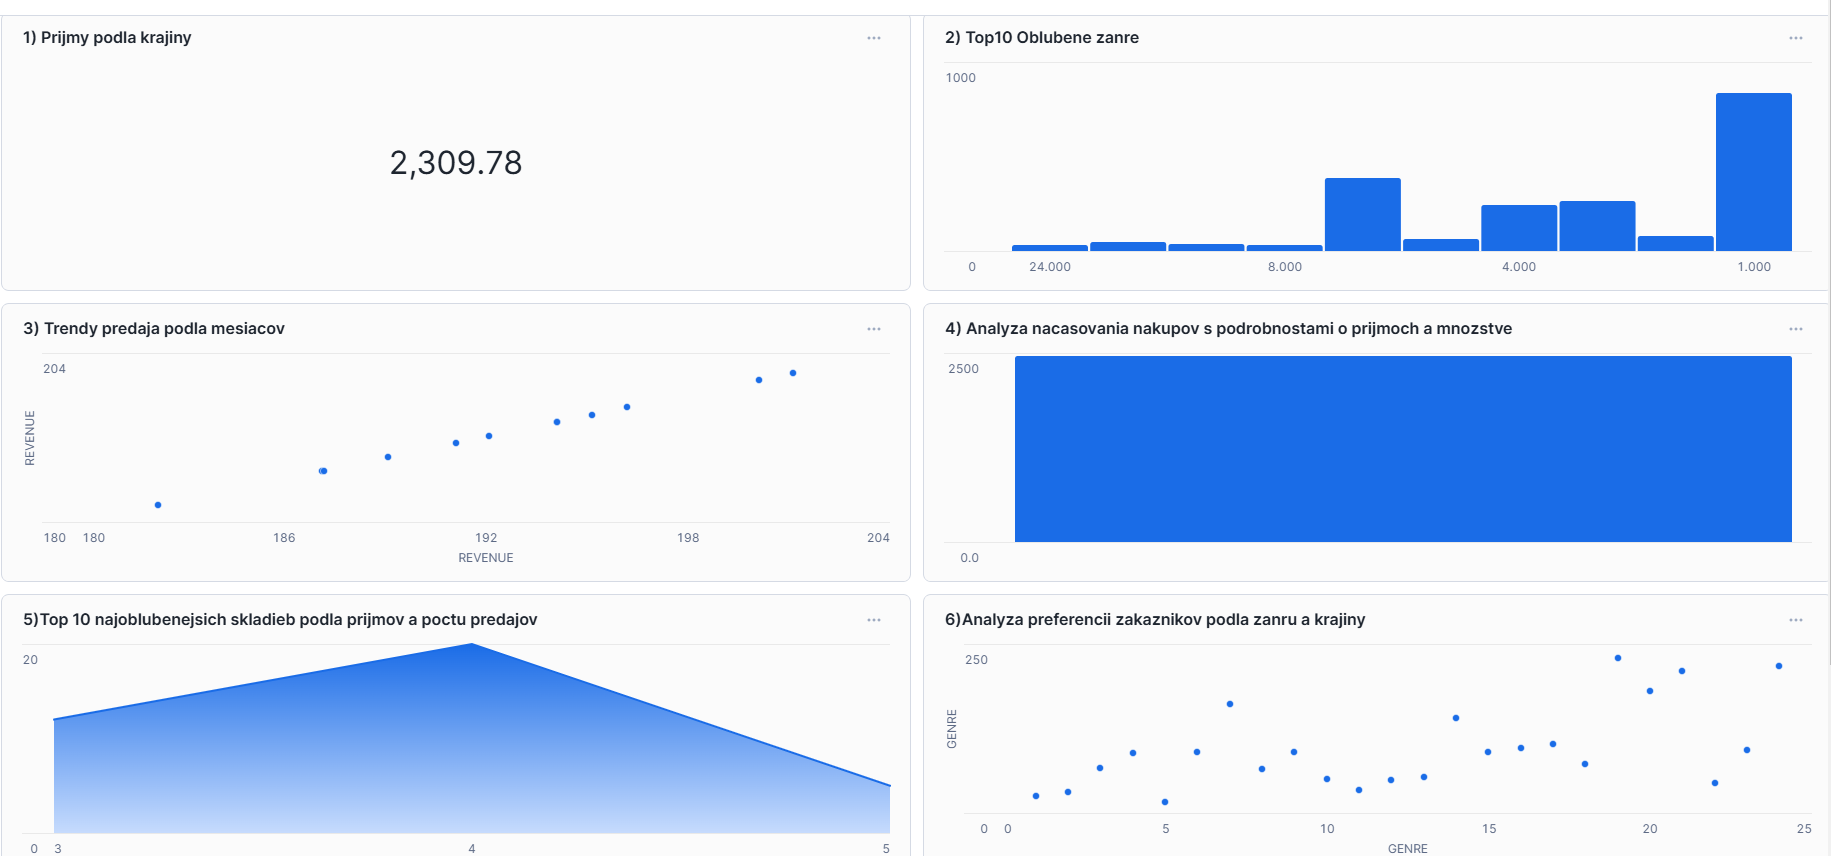 1) Prijmy podla krajiny
2,309.78
2) Top10 Oblubene zanre
1000
0 24.000 8.000 4.000 1.000
3) Trendy predaja podla mesiacov
204
REVENUE
180 180 186 192 198 204
REVENUE
4) Analyza nacasovania nakupov s podrobnostami o prijmoch a mnozstve
2500
0.0
5)Top 10 najoblubenejsich skladieb podla prijmov a poctu predajov
20
0 3 4 5
6)Analyza preferencii zakaznikov podla zanru a krajiny
250
GENRE
0 0 5 10 15 20 25
GENRE